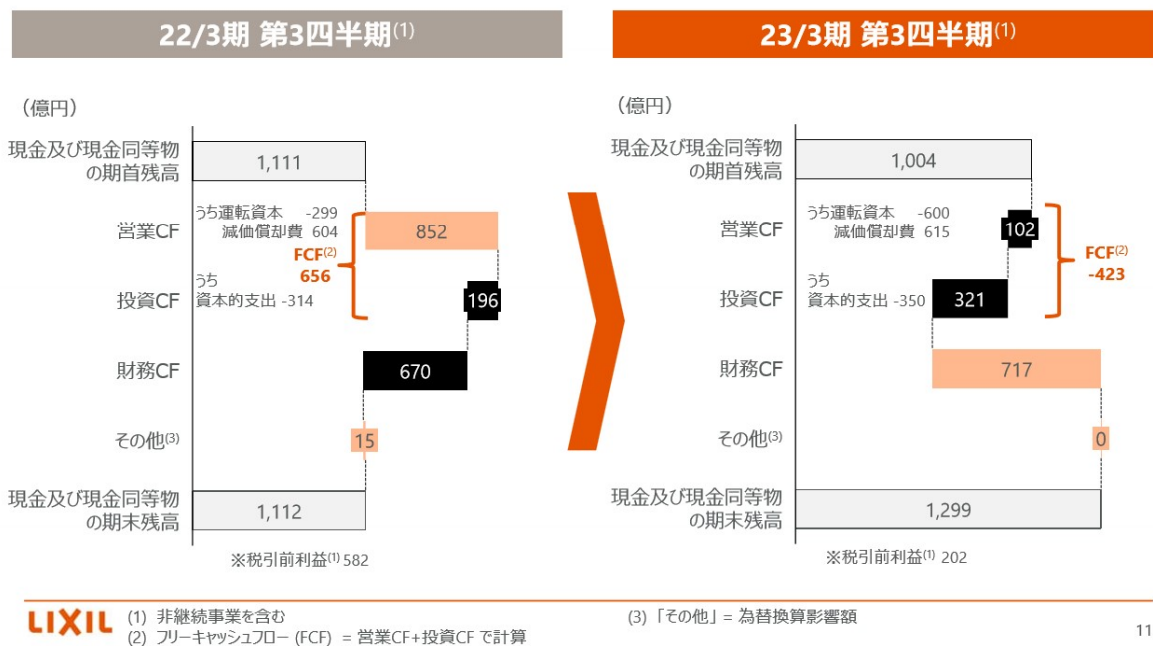 22/3期 第3四半期(1)
(億円)
現金及び現金同等物
の期首残高
1,111
営業CF
うち運転資本 -299
減価償却費 604
852
FCF(2)
656
投資CF
うち
資本的支出 -314
196
財務CF
670
その他(3)
15
現金及び現金同等物
の期末残高
1,112
※税引前利益(1) 582
23/3期 第3四半期(1)
(億円)
現金及び現金同等物
の期首残高
1,004
営業CF
うち運転資本 -600
減価償却費 615
102
FCF(2)
-423
投資CF
うち
資本的支出 -350
321
財務CF
717
その他(3)
0
現金及び現金同等物
の期末残高
1,299
※税引前利益(1) 202
LIXIL
(1) 非継続事業を含む
(2) フリーキャッシュフロー (FCF) = 営業CF+投資CF で計算
(3) 「その他」= 為替換算影響額
11